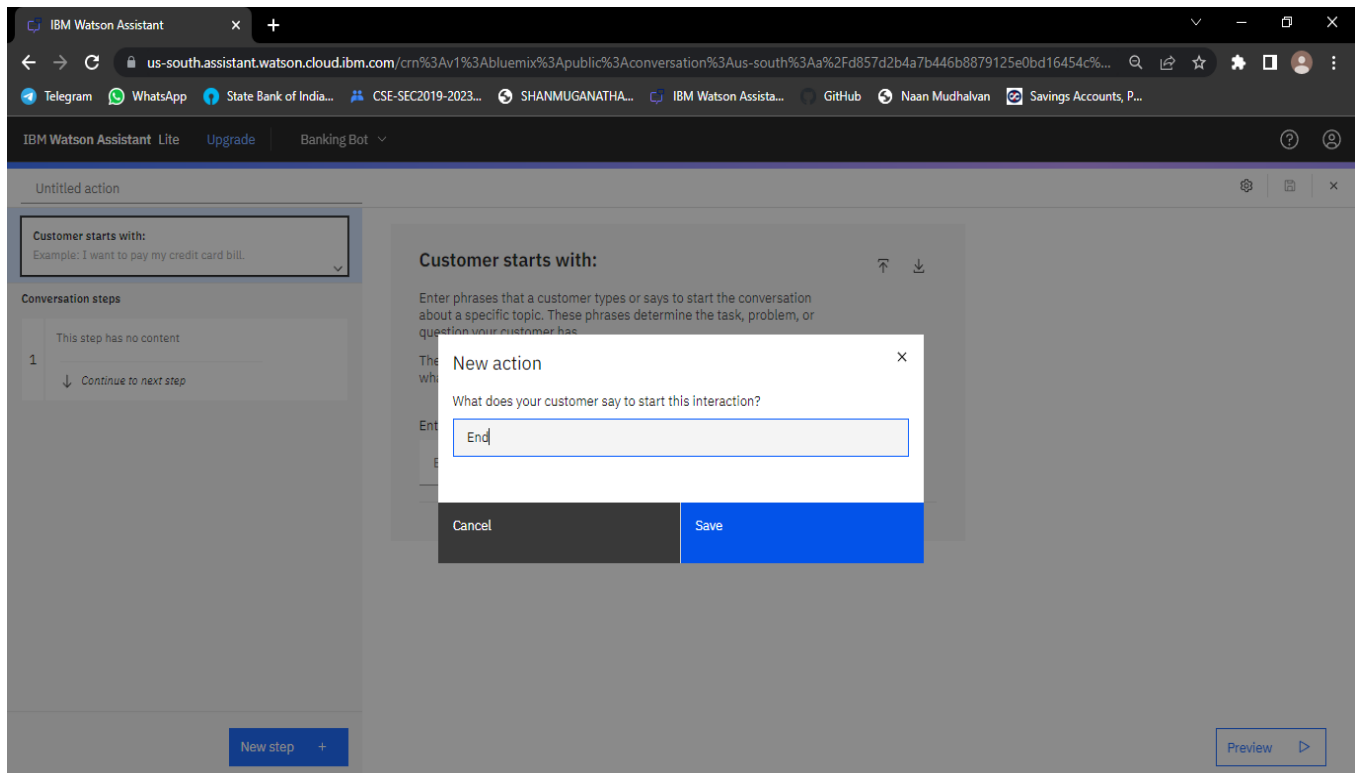 IBM Watson Assistant
us-south.assistant.watson.cloud.ibm.com/crn%3Av1%3Abluemix%3Apublic%3Aconversation%3Aus-south%3Aa%2Fd857d2b4a7b446b8879125e0bd16454c%...
Telegram WhatsApp State Bank of India... CSE-SEC2019-2023... SHANMUGANATHA... IBM Watson Assista... GitHub Naan Mudhalvan Savings Accounts, P...
IBM Watson Assistant Lite Upgrade Banking Bot
Untitled action
Customer starts with:
Example: I want to pay my credit card bill.
Conversation steps
1
This step has no content
Continue to next step
New step +
Customer starts with:
Enter phrases that a customer types or says to start the conversation
about a specific topic. These phrases determine the task, problem, or
question your customer has.
New action
What does your customer say to start this interaction?
End
Cancel
Save
Preview